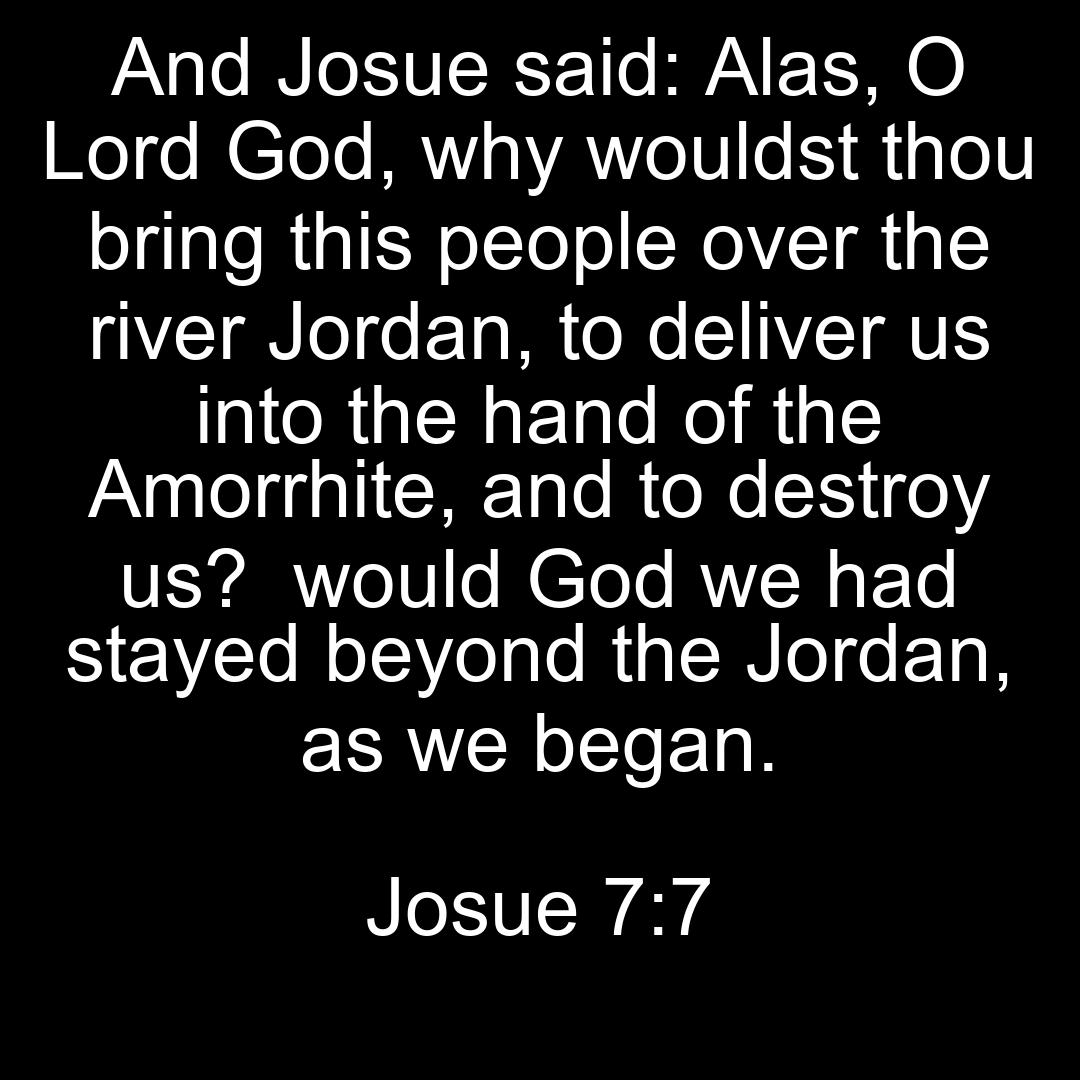 And Josue said: Alas, O
Lord God, why wouldst thou
bring this people over the
river Jordan, to deliver us
into the hand of the
Amorrhite, and to destroy
us?  would God we had
stayed beyond the Jordan,
as we began.
Josue 7:7